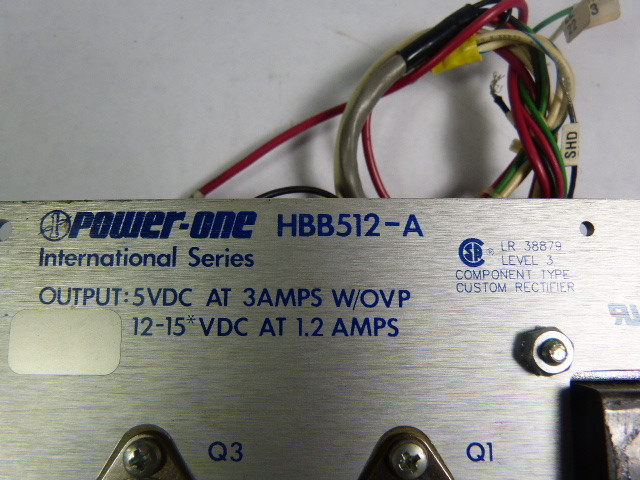 POWER-ONE HBB512-A
International Series
OUTPUT: 5VDC AT 3AMPS W/OVP
12-15* VDC AT 1.2 AMPS
® LR 38879
LEVEL 3
COMPONENT TYPE
CUSTOM RECTIFIER
Q3
Q1
SHD